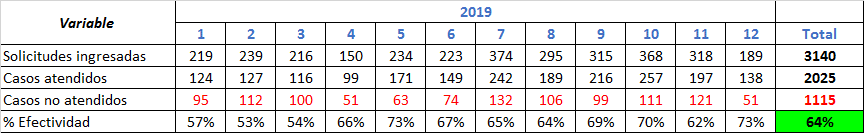 Variable 2019
1 2 3 4 5 6 7 8 9 10 11 12 Total
Solicitudes ingresadas 219 239 216 150 234 223 374 295 315 368 318 189 3140
Casos atendidos 124 127 116 99 171 149 242 189 216 257 197 138 2025
Casos no atendidos 95 112 100 51 63 74 132 106 99 111 121 51 1115
% Efectividad 57% 53% 54% 66% 73% 67% 65% 64% 69% 70% 62% 73% 64%